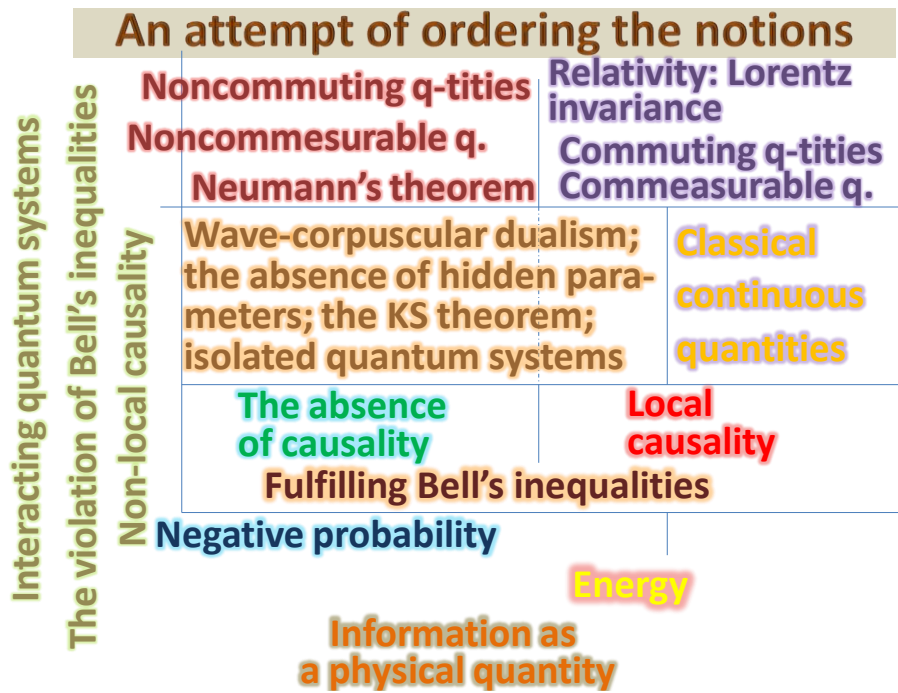 An attempt of ordering the notions
Interacting quantum systems
The violation of Bell's inequalities
Non-local causality
Noncommuting q-tities
Noncommesurable q.
Neumann's theorem
Relativity: Lorentz
invariance
Commuting q-tities
Commeasurable q.
Wave-corpuscular dualism;
the absence of hidden para-
meters; the KS theorem;
isolated quantum systems
Classical
continuous
quantities
The absence
of causality
Local
causality
Fulfilling Bell's inequalities
Negative probability
Energy
Information as
a physical quantity